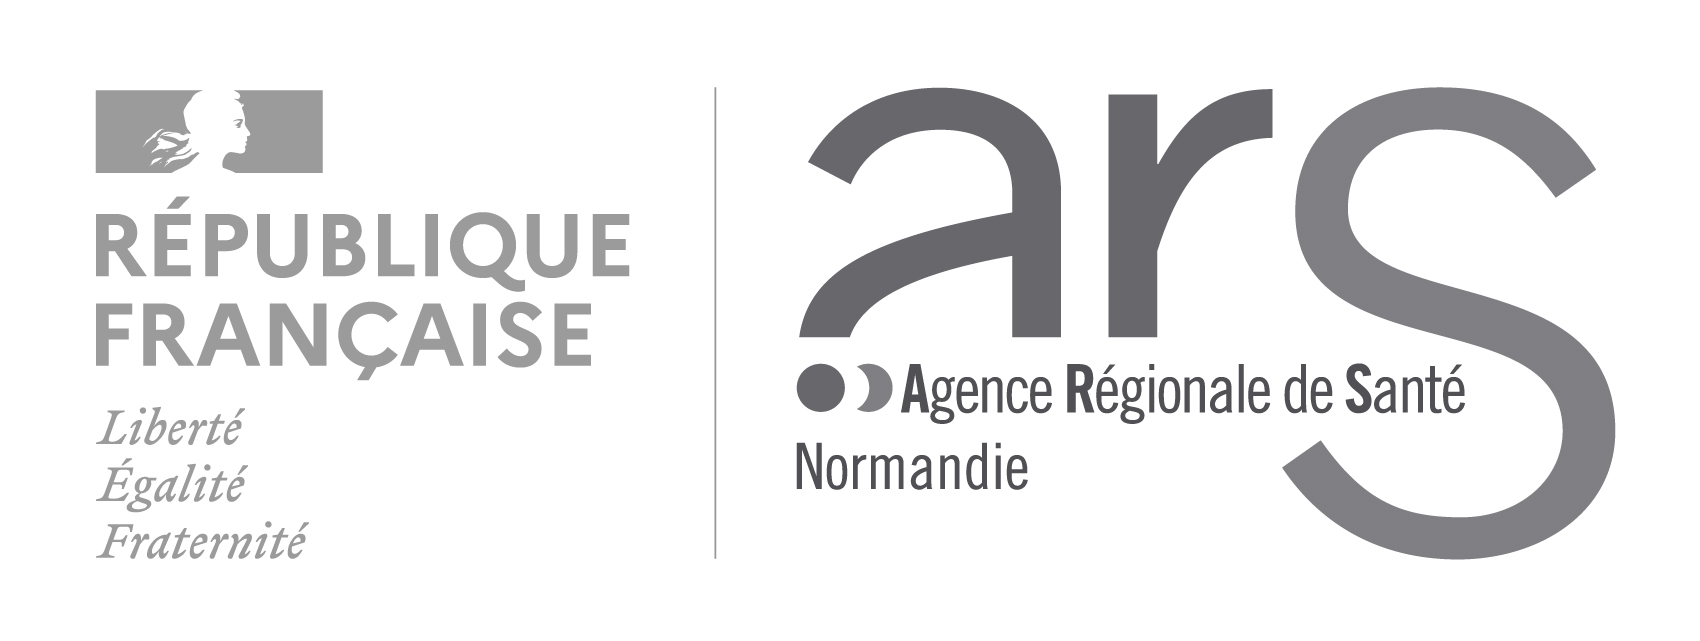 RÉPUBLIQUE
FRANÇAISE
Liberté
Égalité
Fraternité
ars
Agence Régionale de Santé
Normandie